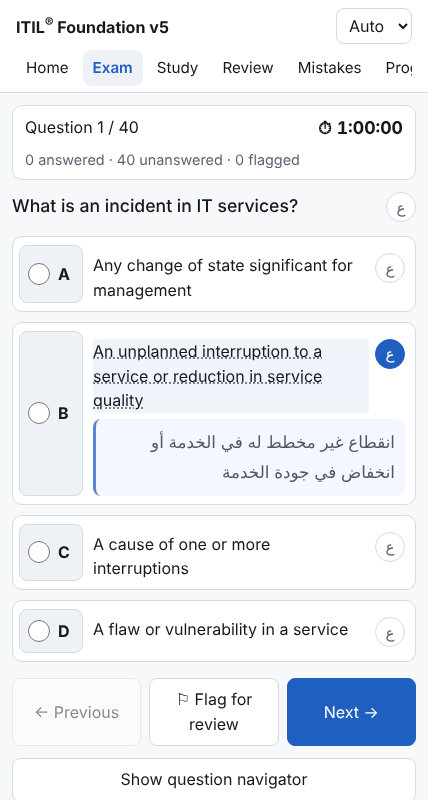 ITIL® Foundation v5
Auto
Home Exam Study Review Mistakes Prog
Question 1 / 40
⏱ 1:00:00
0 answered · 40 unanswered · 0 flagged
What is an incident in IT services?
ع
A
Any change of state significant for
management
ع
B
An unplanned interruption to a
service or reduction in service
quality
ع
انقطاع غير مخطط له في الخدمة أو
انخفاض في جودة الخدمة
C
A cause of one or more
interruptions
ع
D
A flaw or vulnerability in a service
ع
← Previous
⚐ Flag for
review
Next →
Show question navigator